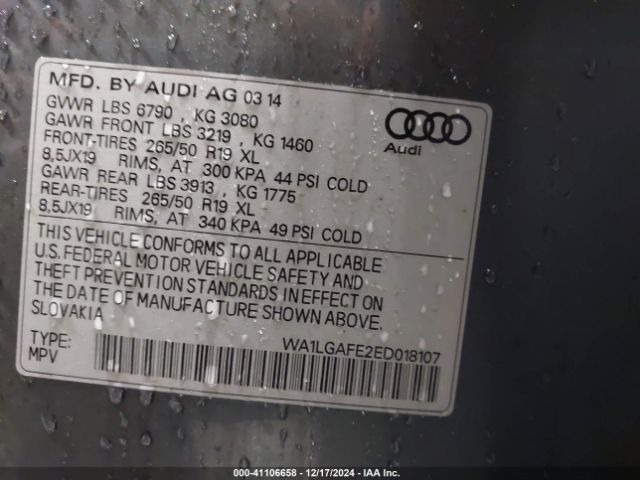 MFD. BY AUDI AG 03 14
GVWR LBS 6790 , KG 3080
GAWR FRONT LBS 3219 , KG 1460
FRONT-TIRES 265/50 R19 XL
8,5JX19 RIMS, AT 300 KPA 44 PSI COLD
GAWR REAR LBS 3913 , KG 1775
REAR-TIRES 265/50 R19 XL
8,5JX19 RIMS, AT 340 KPA 49 PSI COLD
Audi
THIS VEHICLE CONFORMS TO ALL APPLICABLE
U.S. FEDERAL MOTOR VEHICLE SAFETY AND
THEFT PREVENTION STANDARDS IN EFFECT ON
THE DATE OF MANUFACTURE SHOWN ABOVE.
SLOVAKIA
WA1LGAFE2ED018107
TYPE:
MPV
000-41106658 - 12/17/2024 - IAA Inc.